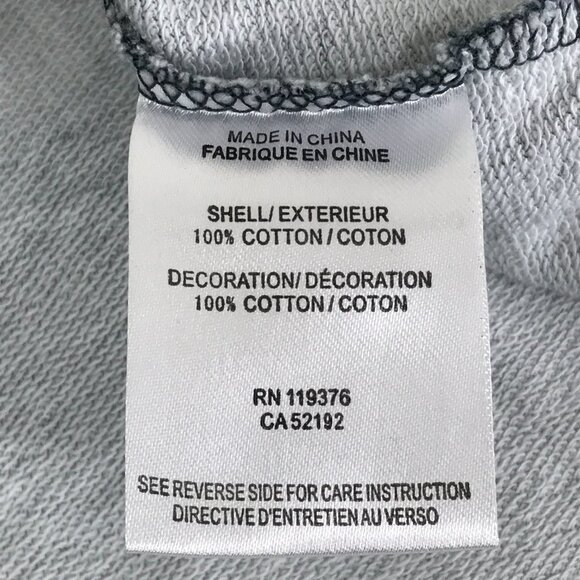 MADE IN CHINA
FABRIQUE EN CHINE
SHELL/ EXTERIEUR
100% COTTON / COTON
DECORATION/ DÉCORATION
100% COTTON / COTON
RN 119376
CA 52192
SEE REVERSE SIDE FOR CARE INSTRUCTION
DIRECTIVE D'ENTRETIEN AU VERSO